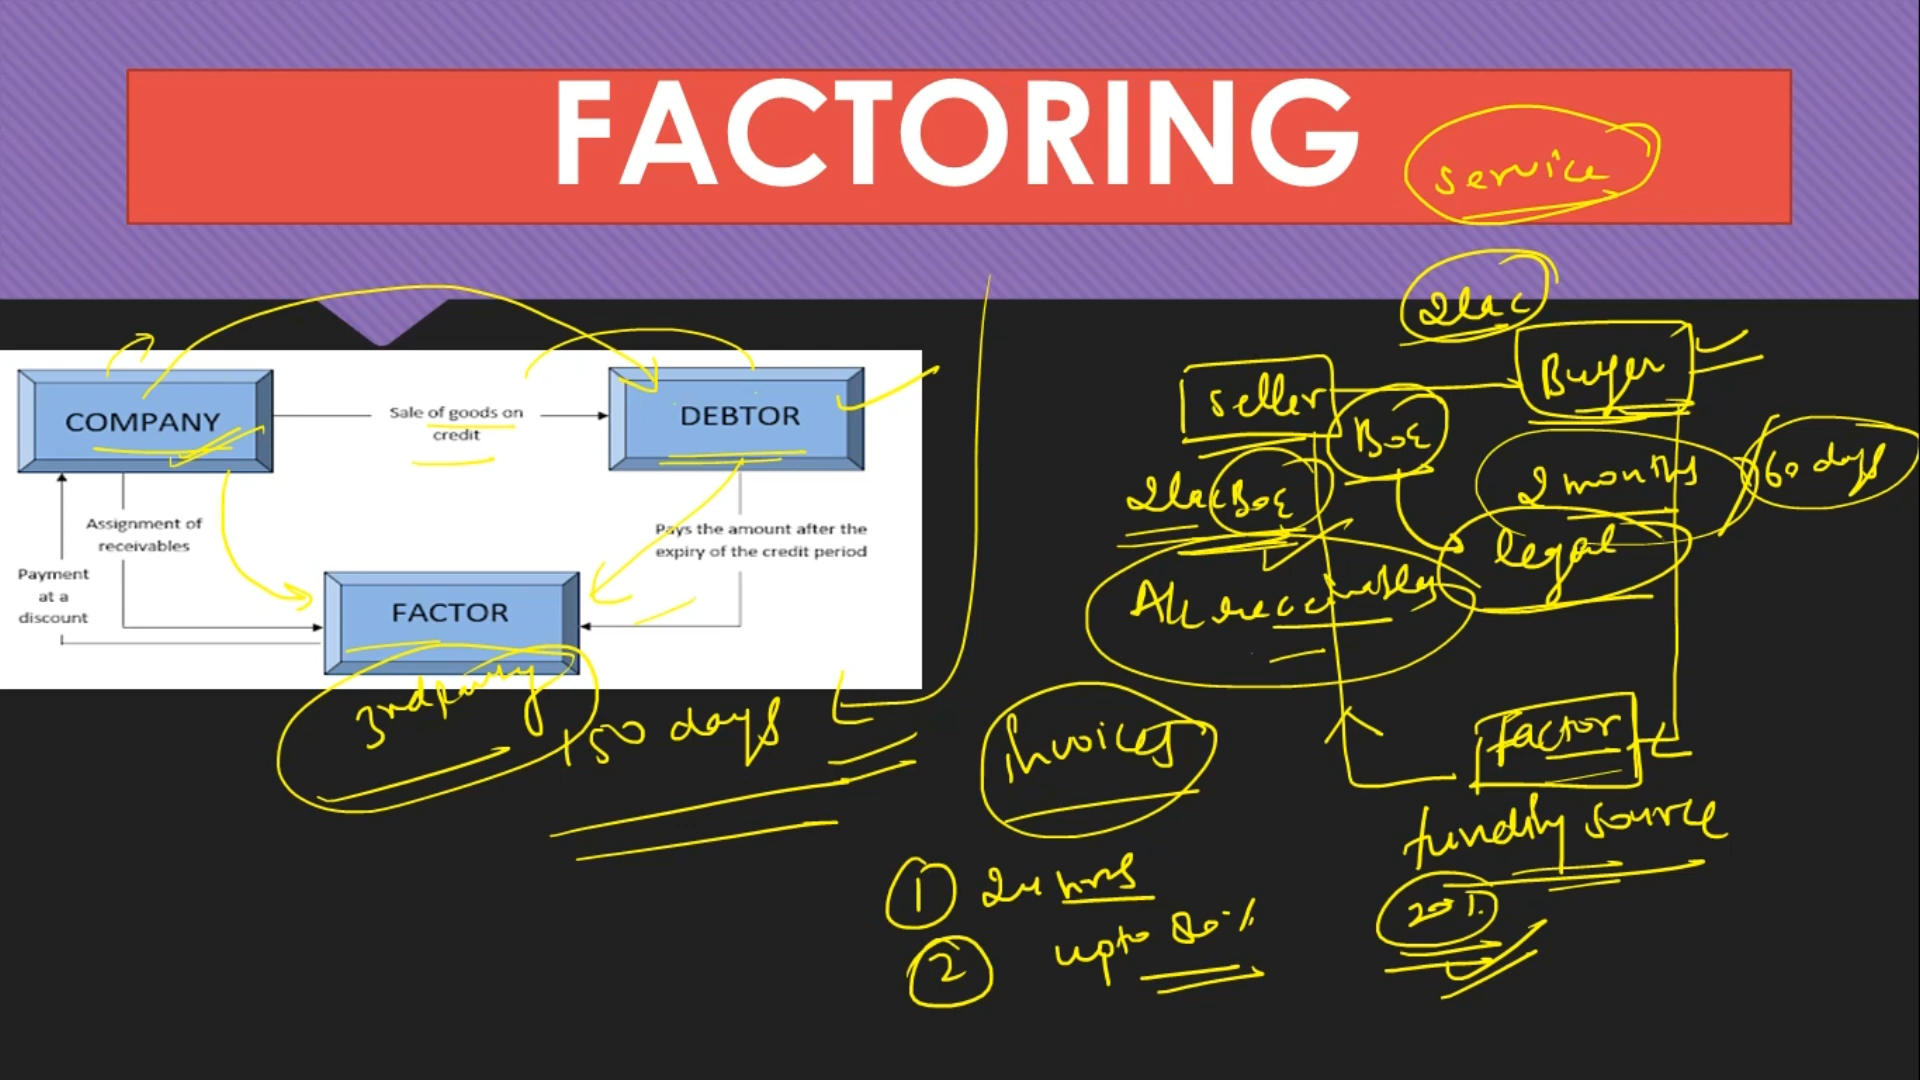 FACTORING
service
2lac
COMPANY
Sale of goods on
credit
DEBTOR
Assignment of
receivables
Payment
at a
discount
Pays the amount after the
expiry of the credit period
FACTOR
3rd party
150 days
seller
Buyer
BOE
2lac BOE
2 months
60 days
legal
All receivables
Invoices
Factor
funding source
20%
1 24 hrs
2 upto 80%